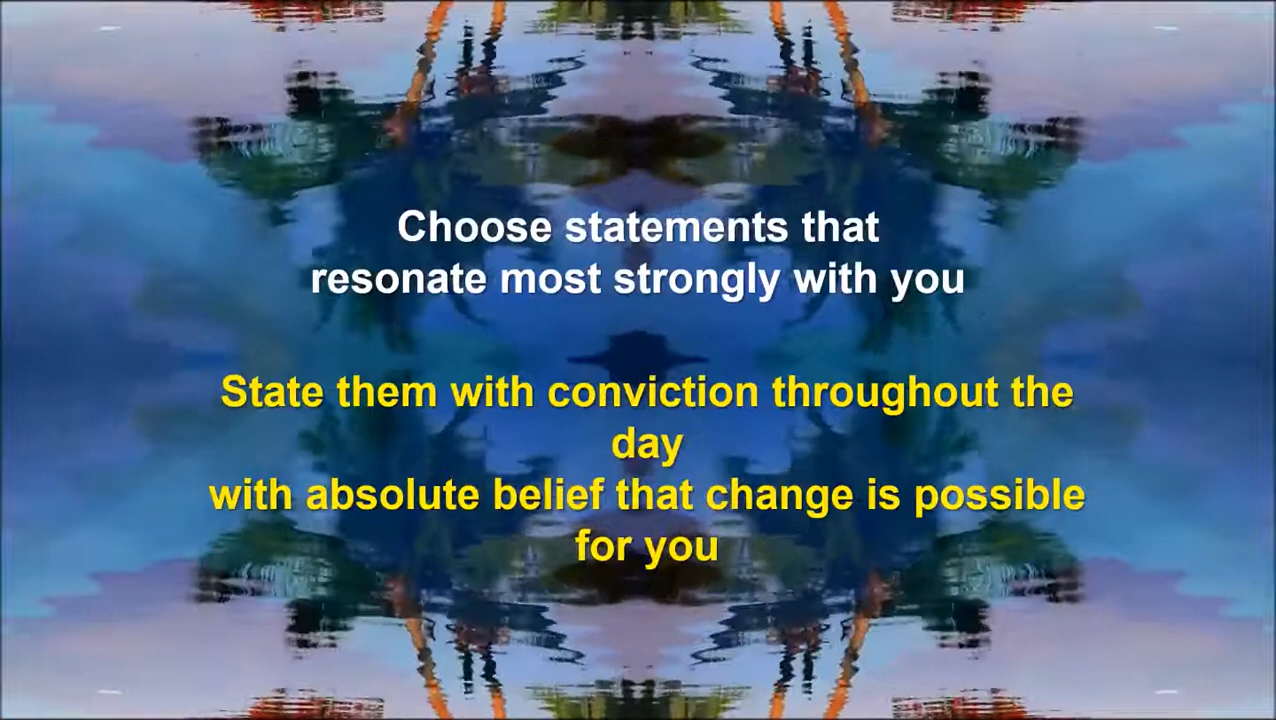 Choose statements that
resonate most strongly with you
State them with conviction throughout the
day
with absolute belief that change is possible
for you